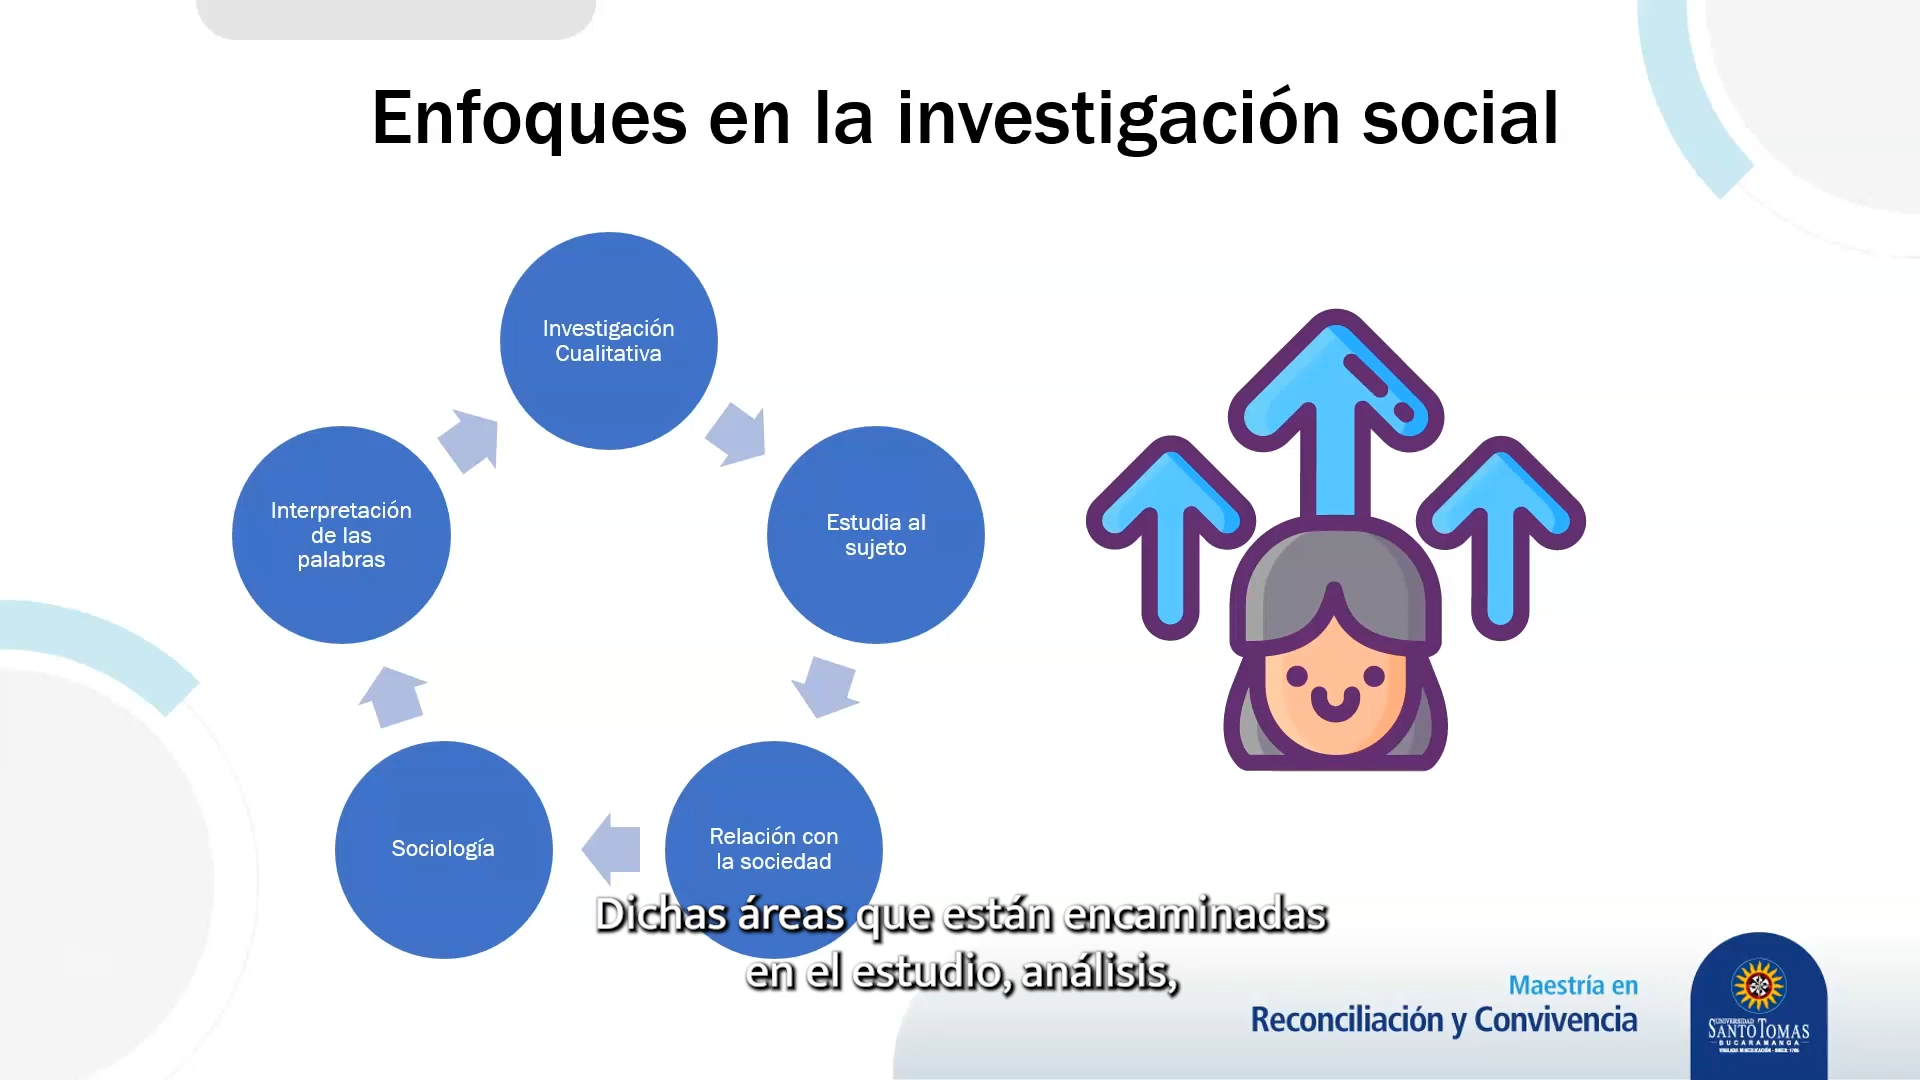 Enfoques en la investigación social
Investigación
Cualitativa
Estudia al
sujeto
Relación con
la sociedad
Sociología
Interpretación
de las
palabras
Dichas áreas que están encaminadas
en el estudio, análisis,
Maestría en
Reconciliación y Convivencia
UNIVERSIDAD
SANTO TOMAS
BUCARAMANGA